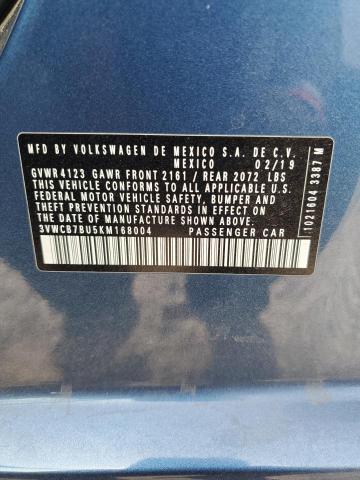 MFD BY VOLKSWAGEN DE MEXICO S.A. DE C.V.
MEXICO 02/19
GVWR4123 GAWR FRONT 2161 / REAR 2072 LBS
THIS VEHICLE CONFORMS TO ALL APPLICABLE U.S.
FEDERAL MOTOR VEHICLE SAFETY, BUMPER AND
THEFT PREVENTION STANDARDS IN EFFECT ON THE
DATE OF MANUFACTURE SHOWN ABOVE
3VWCB7BU5KM168004 PASSENGER CAR
1021604 3387 M